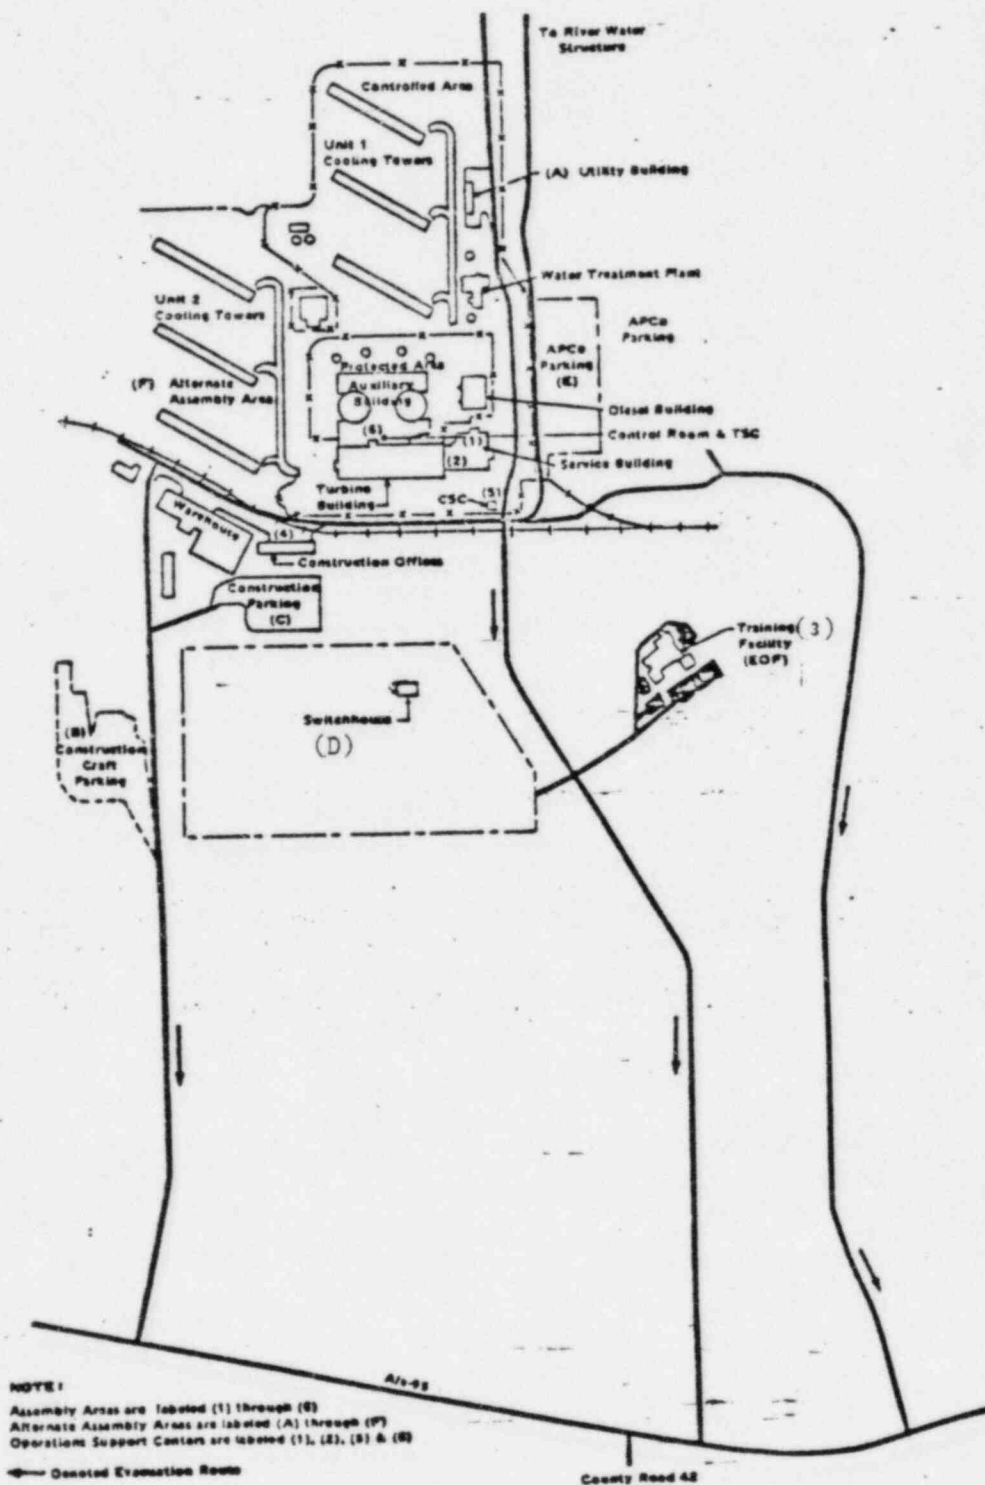 To River Water
Structure
Controlled Area
Unit 1
Cooling Towers
(A) Utility Building
Water Treatment Plant
Unit 2
Cooling Towers
APCo
Parking
APCo
Parking
(E)
Protected Area
Auxiliary
Building
(F) Alternate
Assembly Area
Diesel Building
(6)
Control Room & TSC
(1)
(2)
Service Building
Turbine
Building
CSC
(5)
Warehouse
(4)
Construction Offices
Construction
Parking
(C)
Training (3)
Facility
(EOF)
Switchhouse
(D)
(B)
Construction
Craft
Parking
NOTE:
Assembly Areas are labeled (1) through (6)
Alternate Assembly Areas are labeled (A) through (F)
Operations Support Centers are labeled (1), (2), (5) & (6)
Denoted Evacuation Route
County Road 42